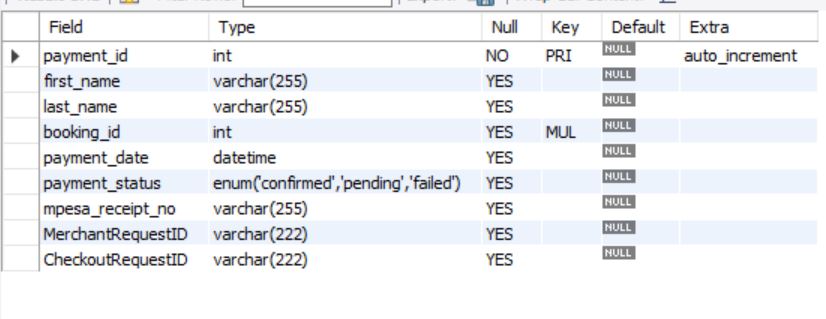 Field Type Null Key Default Extra
payment_id int NO PRI NULL auto_increment
first_name varchar(255) YES NULL
last_name varchar(255) YES NULL
booking_id int YES MUL NULL
payment_date datetime YES NULL
payment_status enum('confirmed','pending','failed') YES NULL
mpesa_receipt_no varchar(255) YES NULL
MerchantRequestID varchar(222) YES NULL
CheckoutRequestID varchar(222) YES NULL